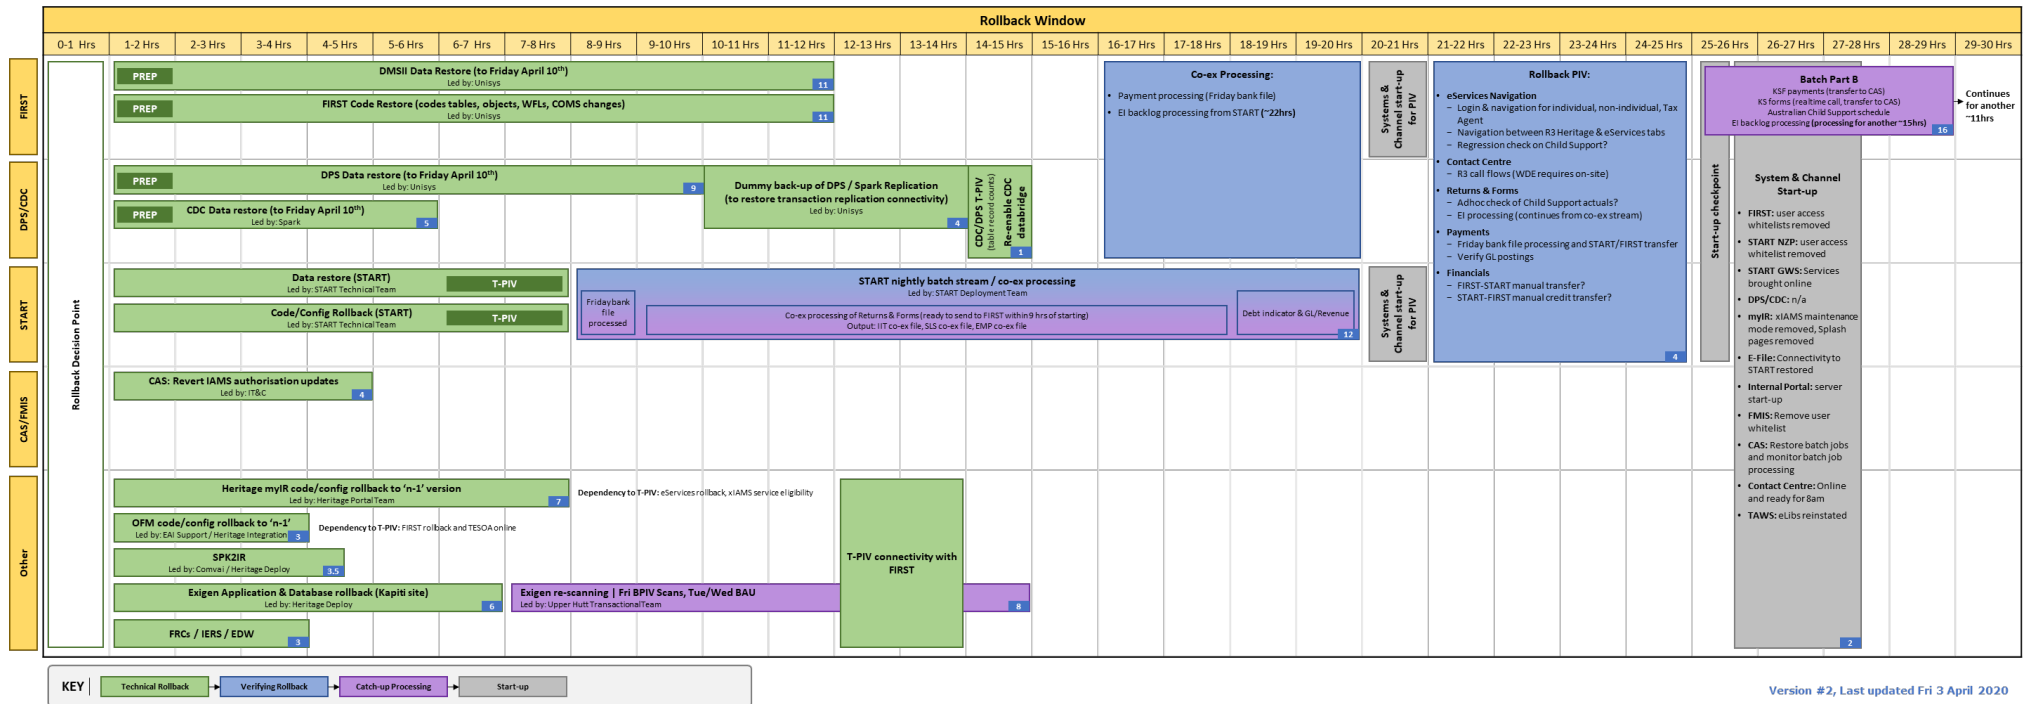 Rollback Window
0-1 Hrs
1-2 Hrs
2-3 Hrs
3-4 Hrs
4-5 Hrs
5-6 Hrs
6-7 Hrs
7-8 Hrs
8-9 Hrs
9-10 Hrs
10-11 Hrs
11-12 Hrs
12-13 Hrs
13-14 Hrs
14-15 Hrs
15-16 Hrs
16-17 Hrs
17-18 Hrs
18-19 Hrs
19-20 Hrs
20-21 Hrs
21-22 Hrs
22-23 Hrs
23-24 Hrs
24-25 Hrs
25-26 Hrs
26-27 Hrs
27-28 Hrs
28-29 Hrs
29-30 Hrs
Rollback Decision Point
FIRST
PREP
DMSII Data Restore (to Friday April 10th)
Led by: Unisys
11
PREP
FIRST Code Restore (codes tables, objects, WFLs, COMS changes)
Led by: Unisys
11
DPS/CDC
PREP
DPS Data restore (to Friday April 10th)
Led by: Unisys
9
PREP
CDC Data restore (to Friday April 10th)
Led by: Spark
5
Dummy back-up of DPS / Spark Replication
(to restore transaction replication connectivity)
Led by: Unisys
4
CDC/DPS T-PIV
(table record counts)
Re-enable CDC
databridge
1
START
Data restore (START)
Led by: START Technical Team
T-PIV
Code/Config Rollback (START)
Led by: START Technical Team
T-PIV
START nightly batch stream / co-ex processing
Led by: START Deployment Team
Friday bank
file
processed
Co-ex processing of Returns & Forms (ready to send to FIRST within 9 hrs of starting)
Output: IIT co-ex file, SLS co-ex file, EMP co-ex file
Debt indicator & GL/Revenue
12
CAS/FMIS
CAS: Revert IAMS authorisation updates
Led by: IT&C
4
Other
Heritage myIR code/config rollback to ‘n-1’ version
Led by: Heritage Portal Team
7
Dependency to T-PIV: eServices rollback, xIAMS service eligibility
OFM code/config rollback to ‘n-1’
Led by: EAI Support / Heritage Integration
3
Dependency to T-PIV: FIRST rollback and TESOA online
SPK2IR
Led by: Comvai / Heritage Deploy
3.5
Exigen Application & Database rollback (Kapiti site)
Led by: Heritage Deploy
6
Exigen re-scanning | Fri BPIV Scans, Tue/Wed BAU
Led by: Upper Hutt Transactional Team
8
FRCs / IERS / EDW
3
T-PIV connectivity with
FIRST
Co-ex Processing:
• Payment processing (Friday bank file)
• EI backlog processing from START (~22hrs)
Systems &
Channel start-up
for PIV
Systems &
Channel start-up
for PIV
Rollback PIV:
• eServices Navigation
– Login & navigation for individual, non-individual, Tax
Agent
– Navigation between R3 Heritage & eServices tabs
– Regression check on Child Support?
• Contact Centre
– R3 call flows (WDE requires on-site)
• Returns & Forms
– Adhoc check of Child Support actuals?
– EI processing (continues from co-ex stream)
• Payments
– Friday bank file processing and START/FIRST transfer
– Verify GL postings
• Financials
– FIRST-START manual transfer?
– START-FIRST manual credit transfer?
4
Start-up checkpoint
Batch Part B
KSF payments (transfer to CAS)
KS forms (realtime call, transfer to CAS)
Australian Child Support schedule
EI backlog processing (processing for another ~15hrs)
16
Continues
for another
~11hrs
System & Channel
Start-up
• FIRST: user access
whitelists removed
• START NZP: user access
whitelist removed
• START GWS: Services
brought online
• DPS/CDC: n/a
• myIR: xIAMS maintenance
mode removed, Splash
pages removed
• E-File: Connectivity to
START restored
• Internal Portal: server
start-up
• FMIS: Remove user
whitelist
• CAS: Restore batch jobs
and monitor batch job
processing
• Contact Centre: Online
and ready for 8am
• TAWS: eLibs reinstated
2
KEY
Technical Rollback
Verifying Rollback
Catch-up Processing
Start-up
Version #2, Last updated Fri 3 April 2020